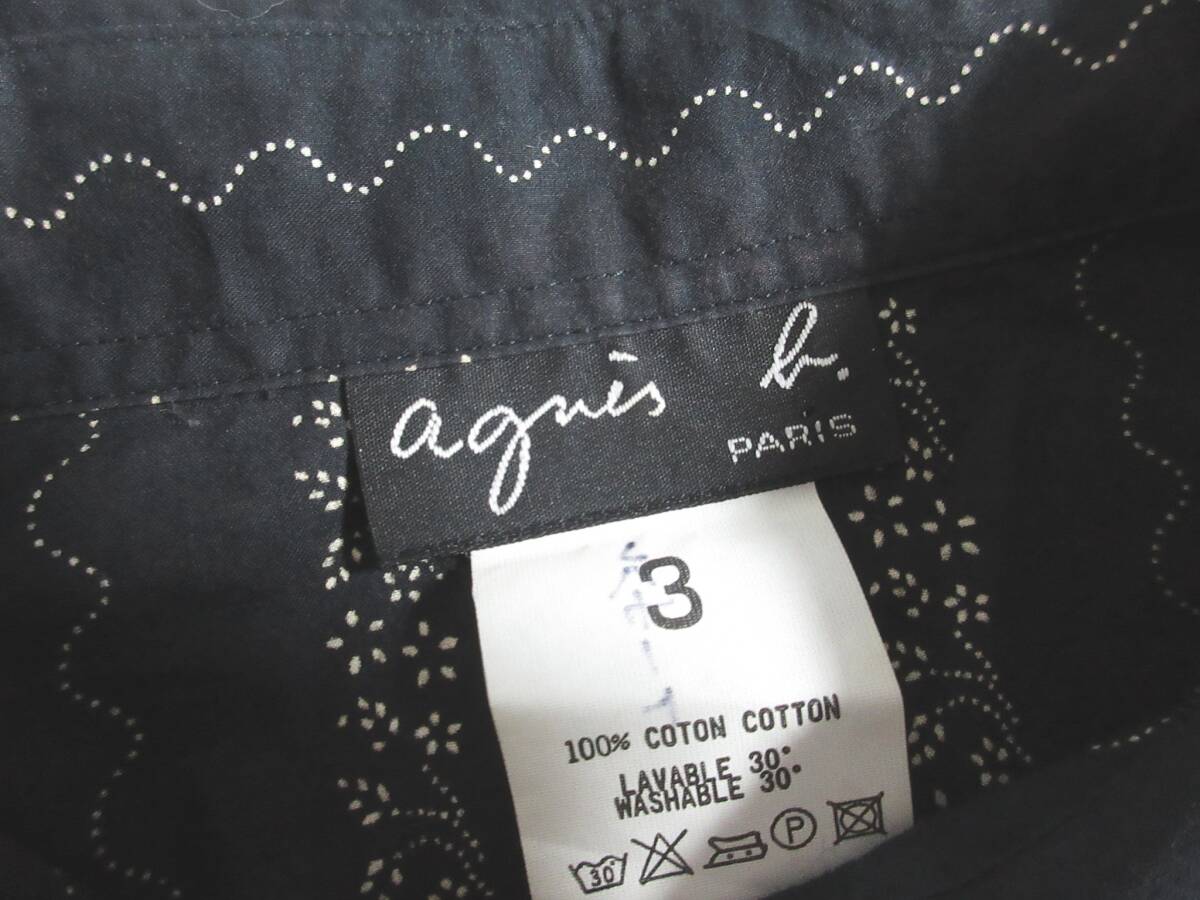 agnès b.
PARIS
3
100% COTON COTTON
LAVABLE 30°
WASHABLE 30°
30° P